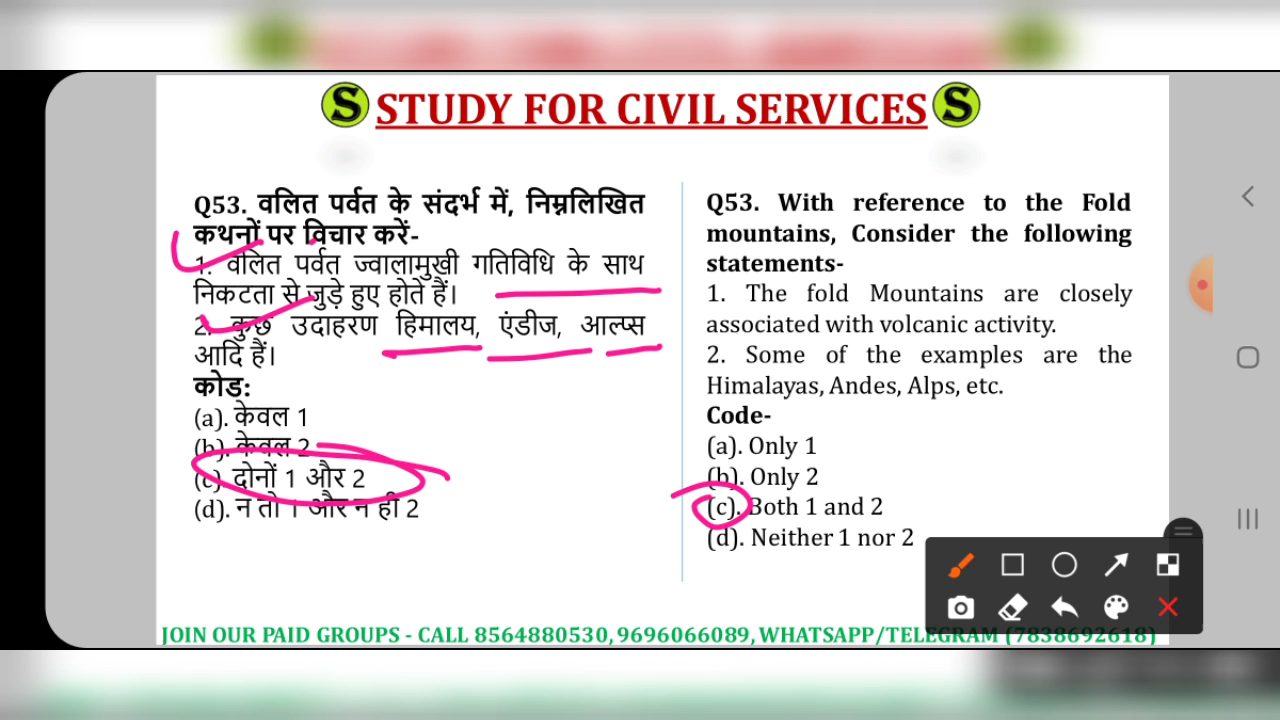 S STUDY FOR CIVIL SERVICES S
Q53. वलित पर्वत के संदर्भ में, निम्नलिखित
कथनों पर विचार करें-
1. वलित पर्वत ज्वालामुखी गतिविधि के साथ
निकटता से जुड़े हुए होते हैं।
2. कुछ उदाहरण हिमालय, एंडीज, आल्प्स
आदि हैं।
कोड:
(a). केवल 1
(b). केवल 2
(c). दोनों 1 और 2
(d). न तो 1 और न ही 2
Q53. With reference to the Fold
mountains, Consider the following
statements-
1. The fold Mountains are closely
associated with volcanic activity.
2. Some of the examples are the
Himalayas, Andes, Alps, etc.
Code-
(a). Only 1
(b). Only 2
(c). Both 1 and 2
(d). Neither 1 nor 2
JOIN OUR PAID GROUPS - CALL 8564880530, 9696066089, WHATSAPP/TELEGRAM (7838692618)